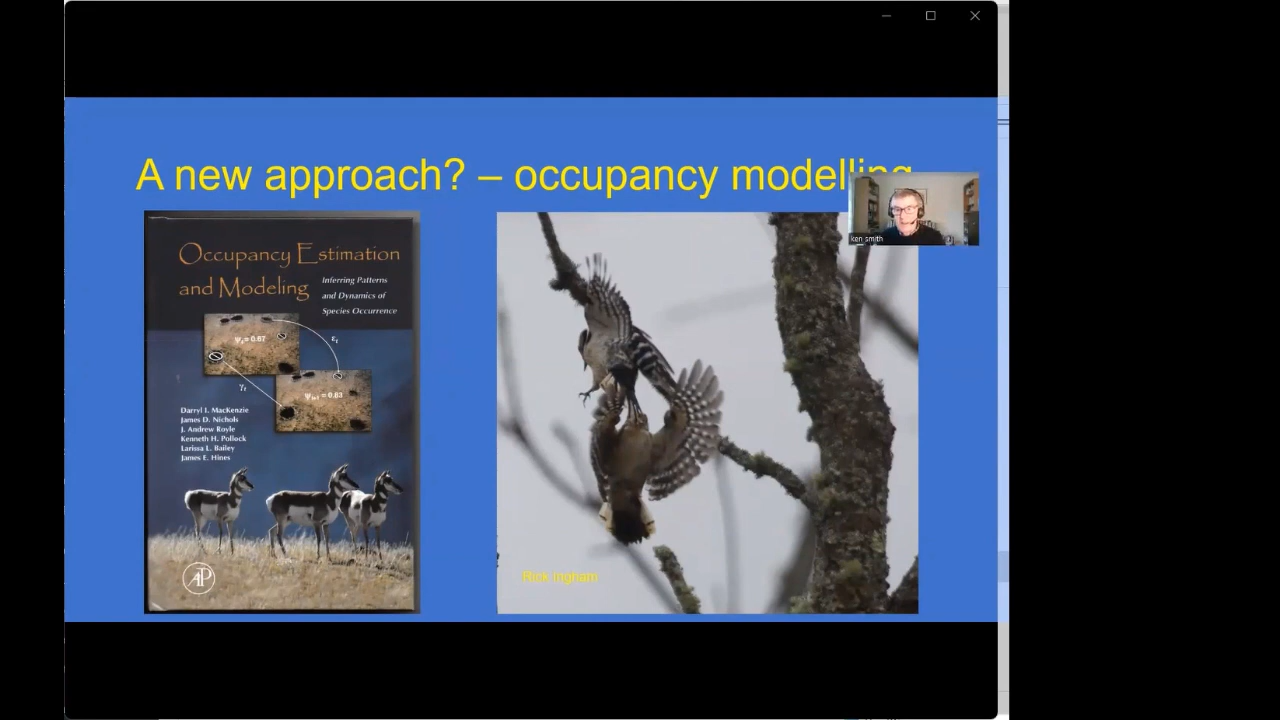 A new approach? – occupancy modelling
ken smith
Occupancy Estimation
and Modeling
Inferring Patterns
and Dynamics of
Species Occurrence
Darryl I. MacKenzie
James D. Nichols
J. Andrew Royle
Kenneth H. Pollock
Larissa L. Bailey
James E. Hines
AP
Rick Ingham